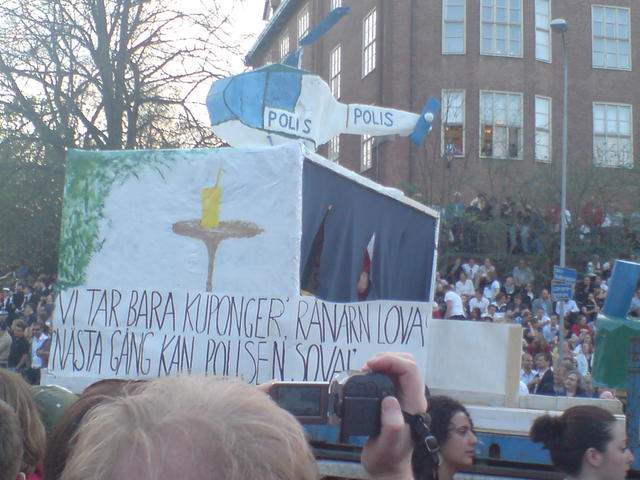 POLIS POLIS
VI TAR BARA KUPONGER, RÅNARN LOVA'
NÄSTA GÅNG KAN POLISEN SOVA!